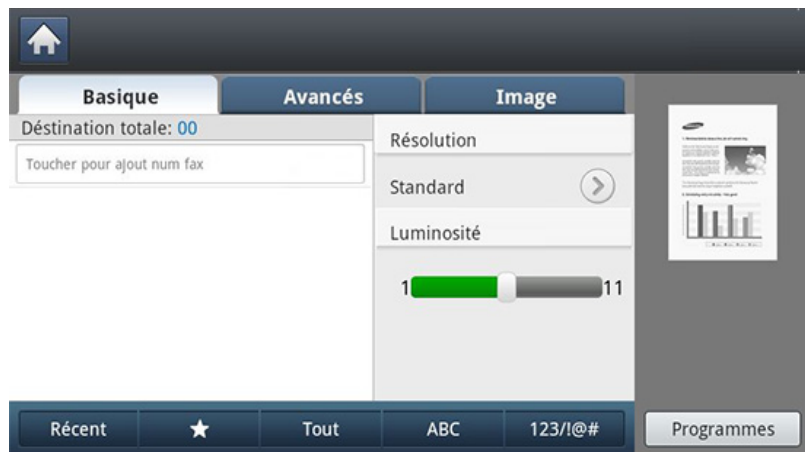 Basique
Avancés
Image
Déstination totale: 00
Toucher pour ajout num fax
Résolution
Standard
Luminosité
1
11
Récent
Tout
ABC
123/!@#
Programmes